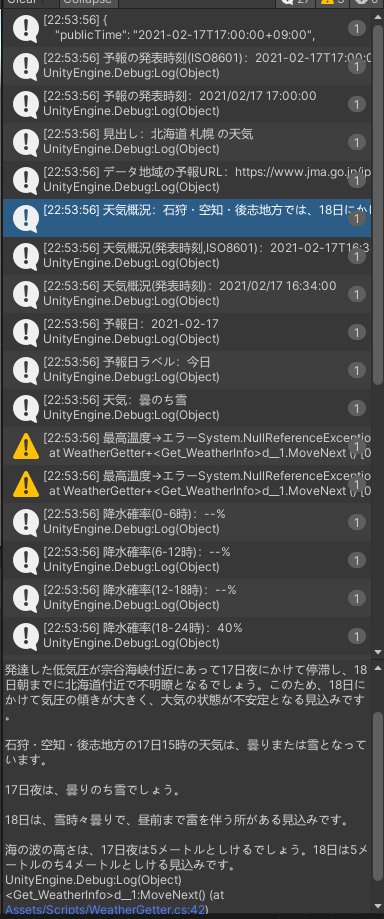 Clear
Collapse
[22:53:56] {
"publicTime": "2021-02-17T17:00:00+09:00",
1
[22:53:56] 予報の発表時刻(ISO8601)：2021-02-17T17:00:0
UnityEngine.Debug:Log(Object)
1
[22:53:56] 予報の発表時刻：2021/02/17 17:00:00
UnityEngine.Debug:Log(Object)
1
[22:53:56] 見出し：北海道 札幌 の天気
UnityEngine.Debug:Log(Object)
1
[22:53:56] データ地域の予報URL：https://www.jma.go.jp/jp
UnityEngine.Debug:Log(Object)
1
[22:53:56] 天気概況：石狩・空知・後志地方では、18日にか
1
[22:53:56] 天気概況(発表時刻,ISO8601)：2021-02-17T16:3
UnityEngine.Debug:Log(Object)
1
[22:53:56] 天気概況(発表時刻)：2021/02/17 16:34:00
UnityEngine.Debug:Log(Object)
1
[22:53:56] 予報日：2021-02-17
UnityEngine.Debug:Log(Object)
1
[22:53:56] 予報日ラベル：今日
UnityEngine.Debug:Log(Object)
1
[22:53:56] 天気：曇のち雪
UnityEngine.Debug:Log(Object)
1
[22:53:56] 最高温度→エラーSystem.NullReferenceExceptio
at WeatherGetter+<Get_WeatherInfo>d__1.MoveNext () [0
1
[22:53:56] 最高温度→エラーSystem.NullReferenceExceptio
at WeatherGetter+<Get_WeatherInfo>d__1.MoveNext () [0
1
[22:53:56] 降水確率(0-6時)：--%
UnityEngine.Debug:Log(Object)
1
[22:53:56] 降水確率(6-12時)：--%
UnityEngine.Debug:Log(Object)
1
[22:53:56] 降水確率(12-18時)：--%
UnityEngine.Debug:Log(Object)
1
[22:53:56] 降水確率(18-24時)：40%
UnityEngine.Debug:Log(Object)
1
発達した低気圧が宗谷海峡付近にあって17日夜にかけて停滞し、18
日朝までに北海道付近で不明瞭となるでしょう。このため、18日に
かけて気圧の傾きが大きく、大気の状態が不安定となる見込みです
。
石狩・空知・後志地方の17日15時の天気は、曇りまたは雪となって
います。
17日夜は、曇りのち雪でしょう。
18日は、雪時々曇りで、昼前まで雷を伴う所がある見込みです。
海の波の高さは、17日夜は5メートルとしけるでしょう。18日は5メ
ートルのち4メートルとしける見込みです。
UnityEngine.Debug:Log(Object)
<Get_WeatherInfo>d__1:MoveNext() (at
Assets/Scripts/WeatherGetter.cs:42)